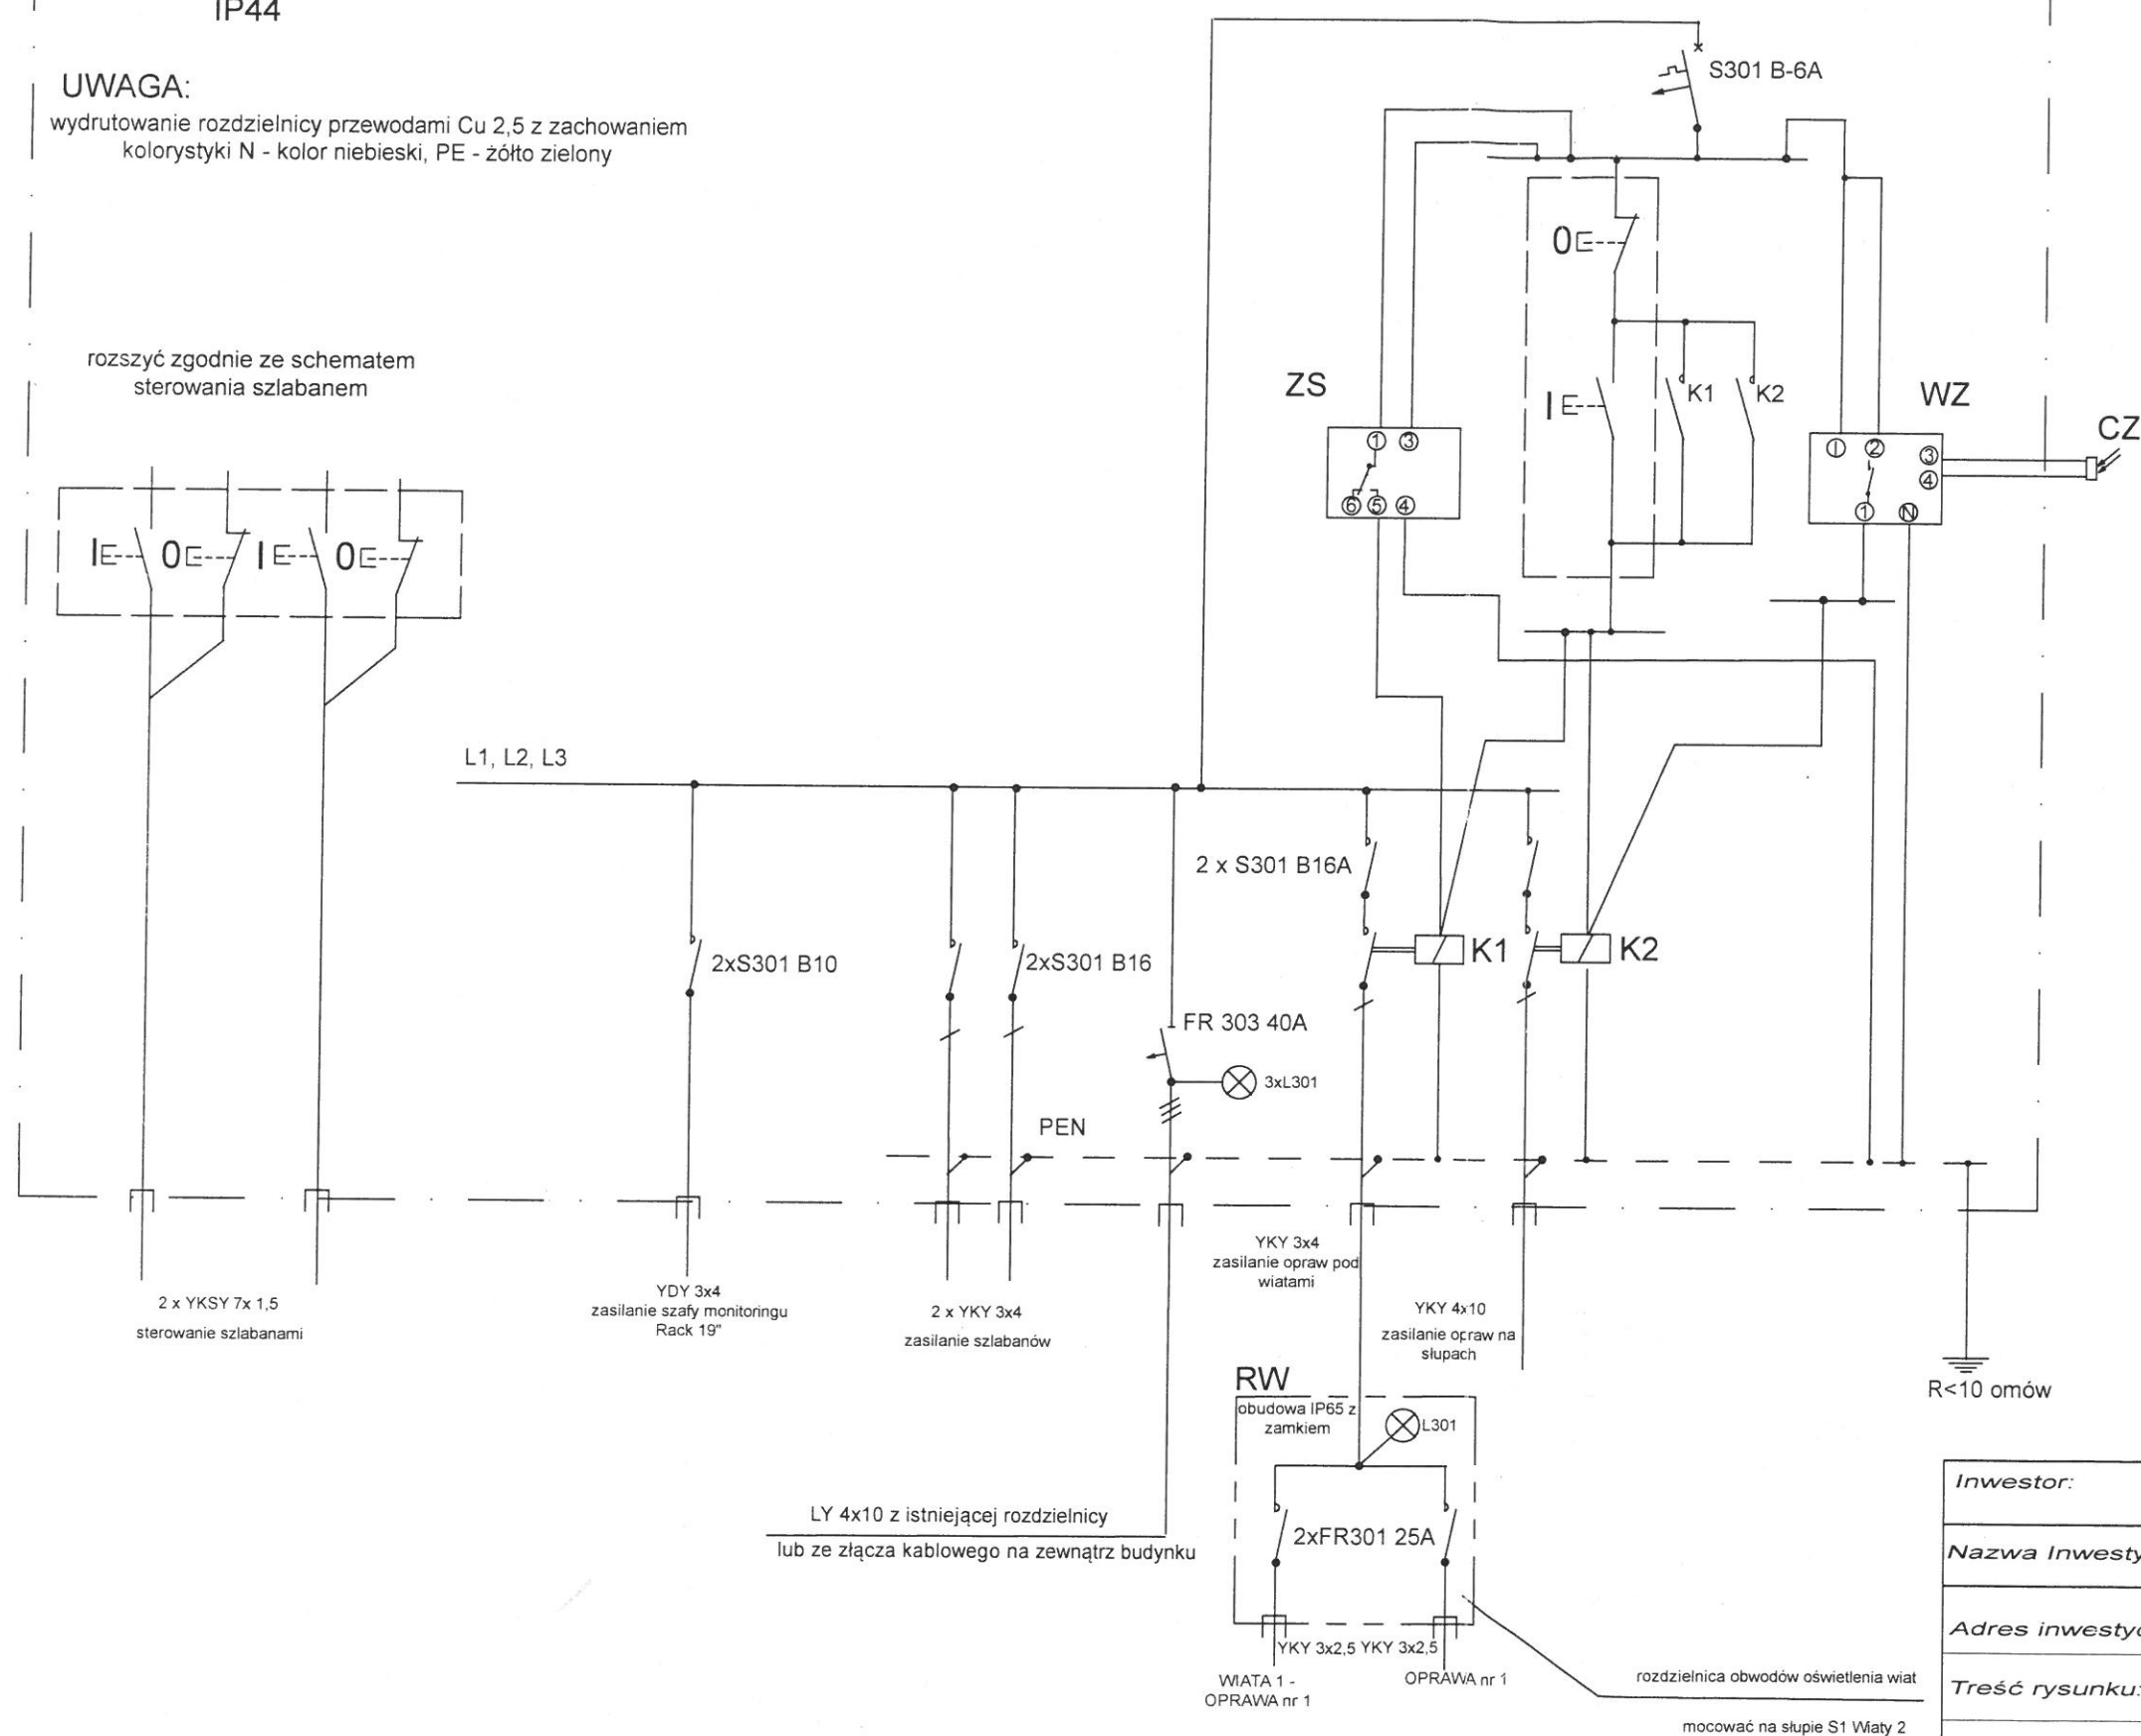 IP44
UWAGA:
wydrutowanie rozdzielnicy przewodami Cu 2,5 z zachowaniem
kolorystyki N - kolor niebieski, PE - żółto zielony
S301 B-6A
0
rozszyć zgodnie ze schematem
sterowania szlabanem
ZS
I
K1
K2
WZ
CZ
1 3
6 5 4
1 2 3
4
1 N
I 0 I 0
L1, L2, L3
2 x S301 B16A
K1
K2
2xS301 B10
2xS301 B16
FR 303 40A
3xL301
PEN
YKY 3x4
zasilanie opraw pod
wiatami
2 x YKSY 7x 1,5
sterowanie szlabanami
YDY 3x4
zasilanie szafy monitoringu
Rack 19"
2 x YKY 3x4
zasilanie szlabanów
YKY 4x10
zasilanie opraw na
słupach
R<10 omów
RW
obudowa IP65 z
zamkiem
L301
2xFR301 25A
LY 4x10 z istniejącej rozdzielnicy
lub ze złącza kablowego na zewnątrz budynku
YKY 3x2,5 YKY 3x2,5
WIATA 1 -
OPRAWA nr 1
OPRAWA nr 1
rozdzielnica obwodów oświetlenia wiat
mocować na słupie S1 Wiaty 2
Inwestor:
Nazwa Inwesty
Adres inwesty
Treść rysunku: